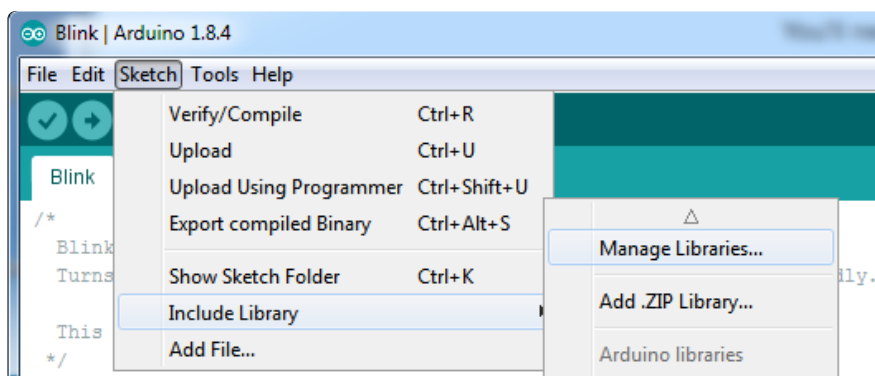 Blink | Arduino 1.8.4
File Edit Sketch Tools Help
Verify/Compile Ctrl+R
Upload Ctrl+U
Upload Using Programmer Ctrl+Shift+U
Export compiled Binary Ctrl+Alt+S
Show Sketch Folder Ctrl+K
Include Library
Add File...
Manage Libraries...
Add .ZIP Library...
Arduino libraries
Blink
/*
Blink
Turns
This
*/